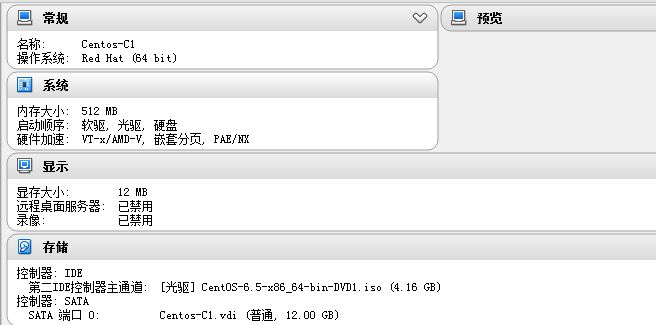 常规
名称: Centos-C1
操作系统: Red Hat (64 bit)
预览
系统
内存大小: 512 MB
启动顺序: 软驱, 光驱, 硬盘
硬件加速: VT-x/AMD-V, 嵌套分页, PAE/NX
显示
显存大小: 12 MB
远程桌面服务器: 已禁用
录像: 已禁用
存储
控制器: IDE
第二IDE控制器主通道: [光驱] CentOS-6.5-x86_64-bin-DVD1.iso (4.16 GB)
控制器: SATA
SATA 端口 0: Centos-C1.vdi (普通, 12.00 GB)